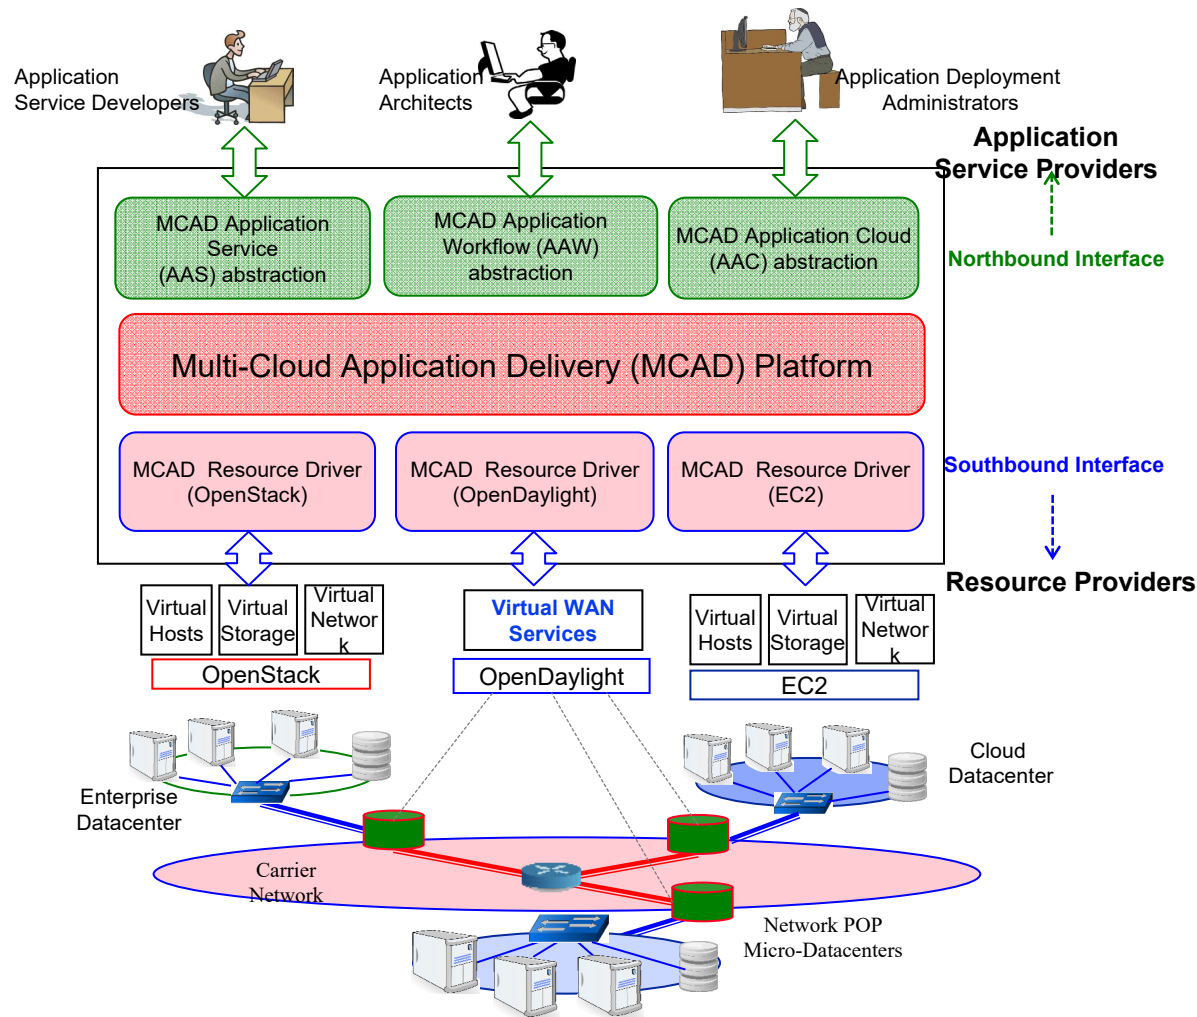 Application
Service Developers
Application
Architects
Application Deployment
Administrators
Application
Service Providers
MCAD Application
Service
(AAS) abstraction
MCAD Application
Workflow (AAW)
abstraction
MCAD Application Cloud
(AAC) abstraction
Northbound Interface
Multi-Cloud Application Delivery (MCAD) Platform
MCAD  Resource Driver
(OpenStack)
MCAD  Resource Driver
(OpenDaylight)
MCAD  Resource Driver
(EC2)
Southbound Interface
Resource Providers
Virtual
Hosts
Virtual
Storage
Virtual
Networ
k
OpenStack
Virtual WAN
Services
OpenDaylight
Virtual
Hosts
Virtual
Storage
Virtual
Networ
k
EC2
Enterprise
Datacenter
Cloud
Datacenter
Carrier
Network
Network POP
Micro-Datacenters